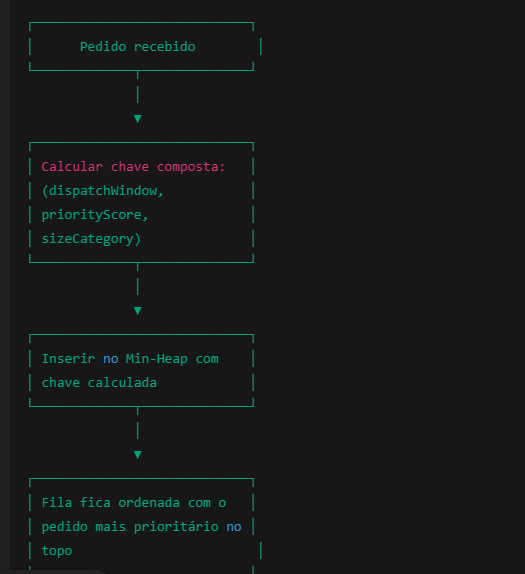 Pedido recebido
Calcular chave composta:
(dispatchWindow,
priorityScore,
sizeCategory)
Inserir no Min-Heap com
chave calculada
Fila fica ordenada com o
pedido mais prioritário no
topo